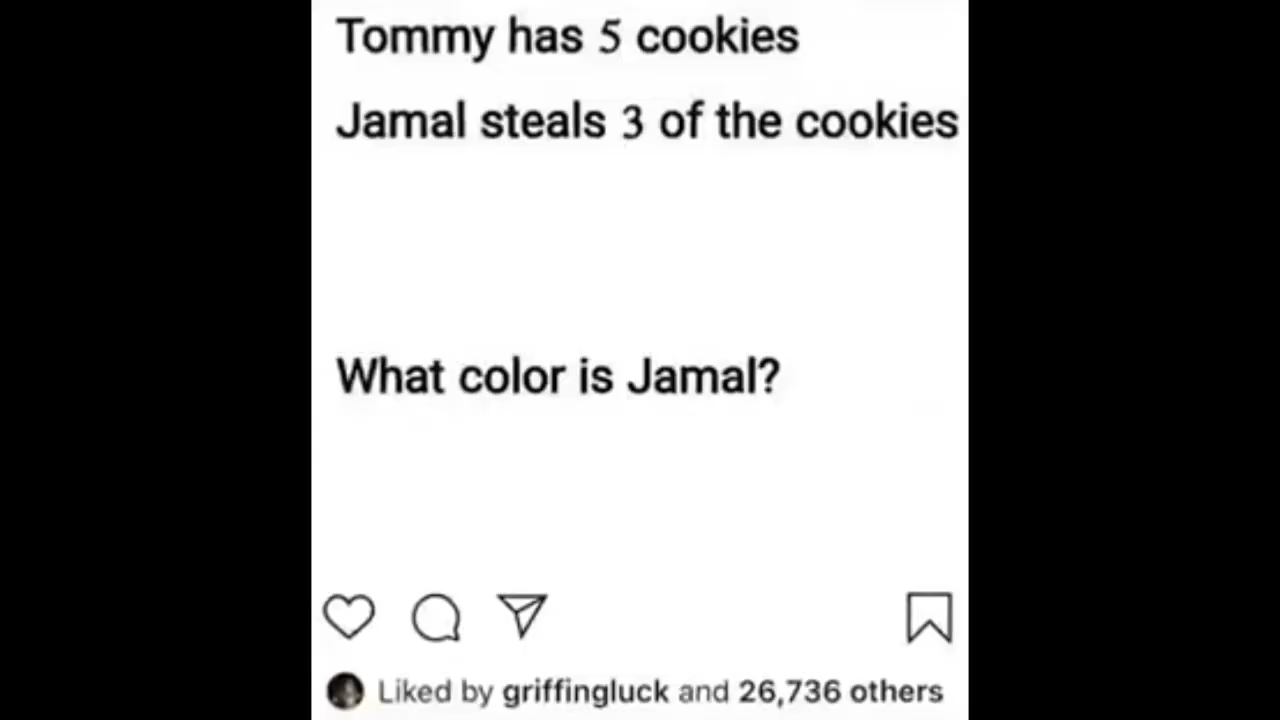 Tommy has 5 cookies
Jamal steals 3 of the cookies
What color is Jamal?
Liked by griffingluck and 26,736 others